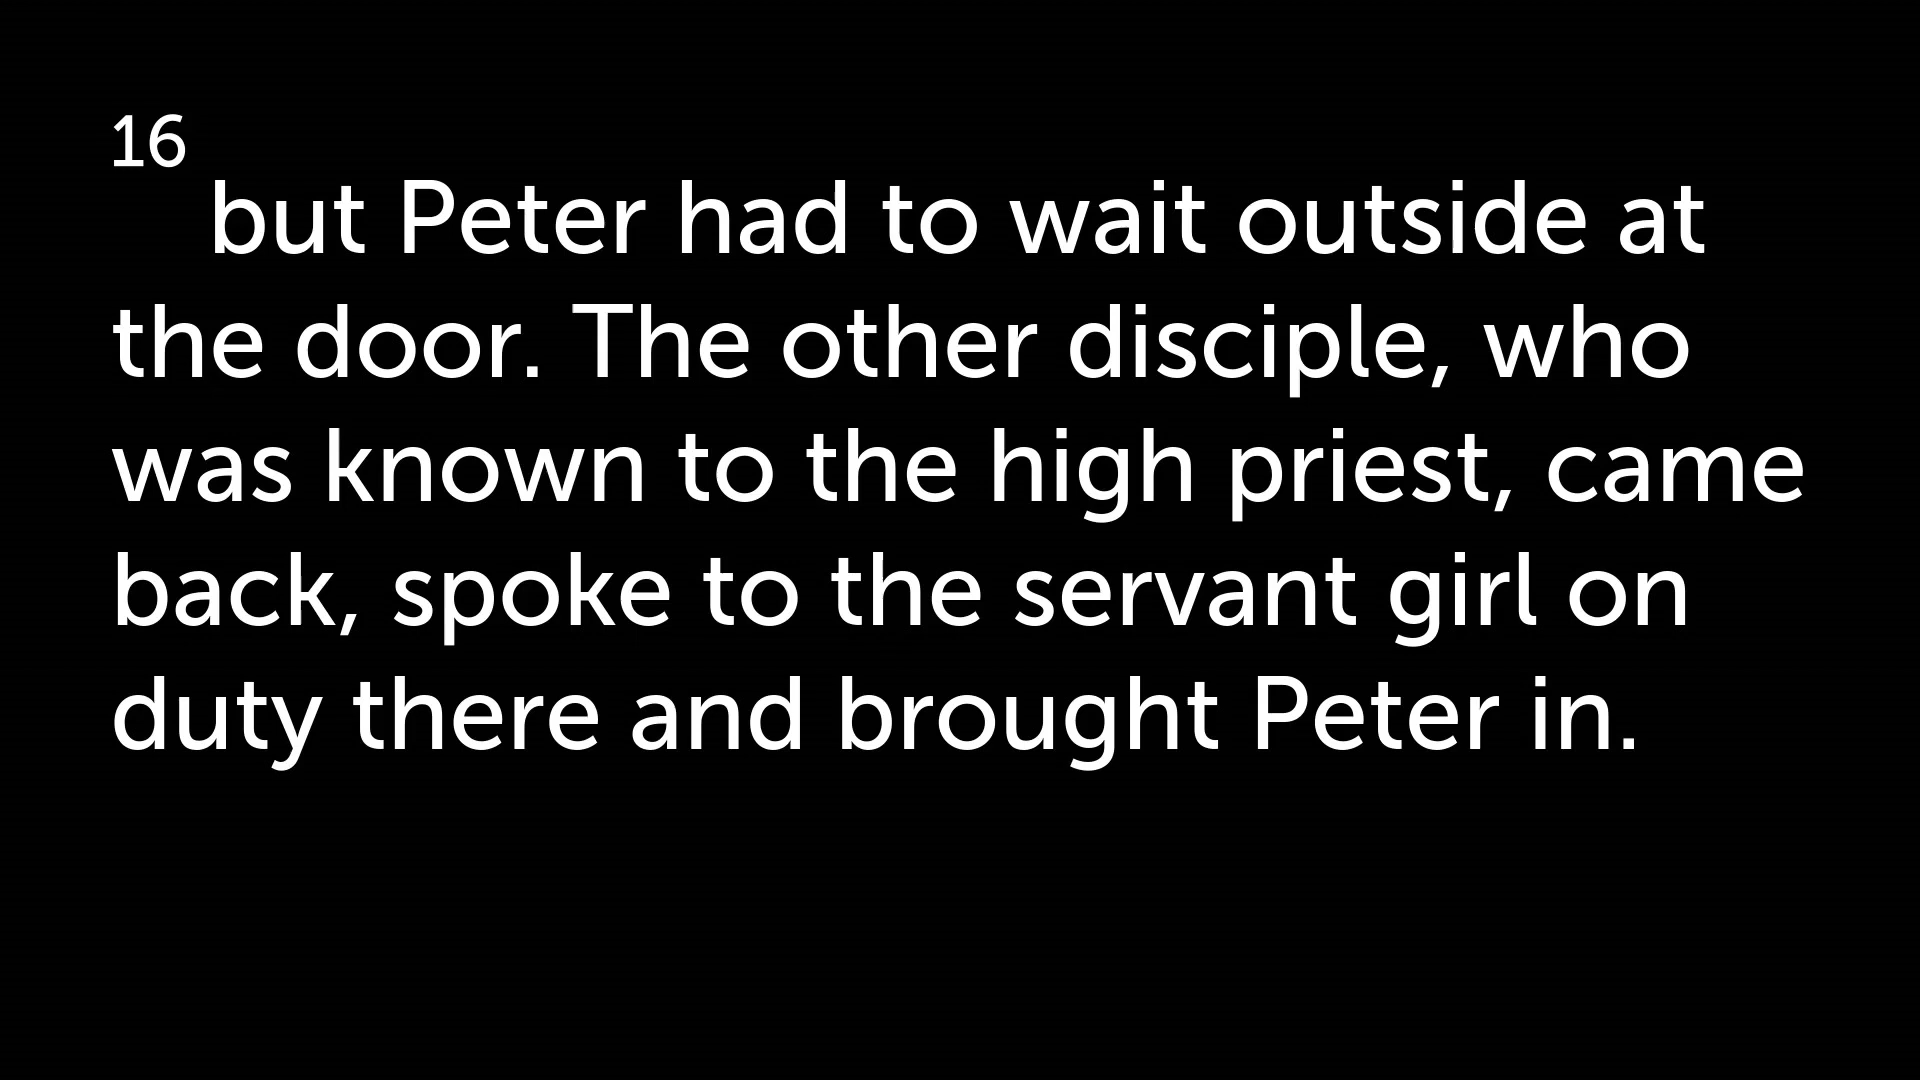 16
but Peter had to wait outside at
the door. The other disciple, who
was known to the high priest, came
back, spoke to the servant girl on
duty there and brought Peter in.